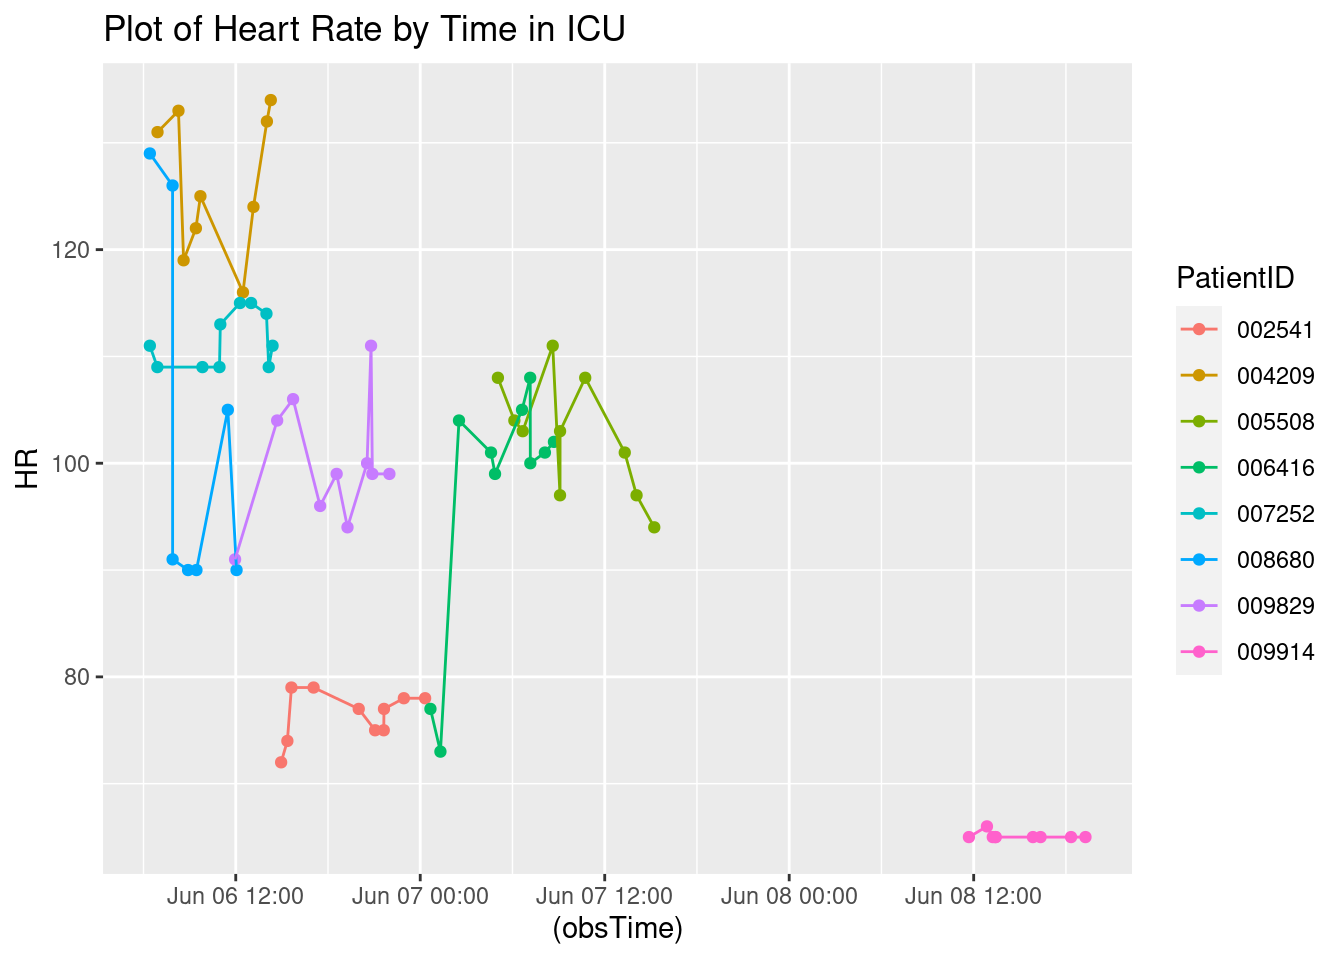 Plot of Heart Rate by Time in ICU
HR
120
100
80
Jun 06 12:00
Jun 07 00:00
Jun 07 12:00
Jun 08 00:00
Jun 08 12:00
(obsTime)
PatientID
002541
004209
005508
006416
007252
008680
009829
009914